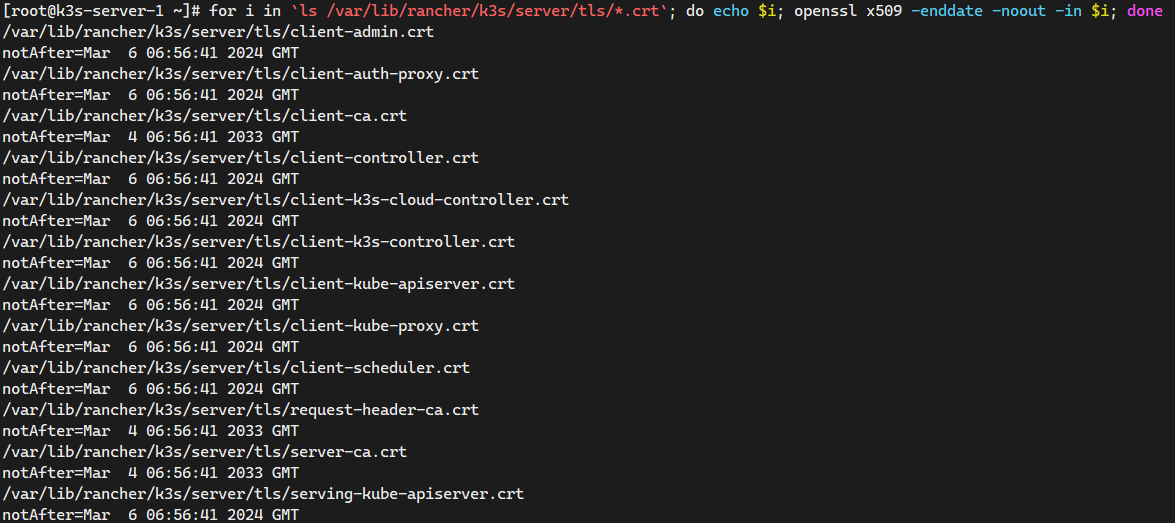 [root@k3s-server-1 ~]# for i in `ls /var/lib/rancher/k3s/server/tls/*.crt`; do echo $i; openssl x509 -enddate -noout -in $i; done
/var/lib/rancher/k3s/server/tls/client-admin.crt
notAfter=Mar  6 06:56:41 2024 GMT
/var/lib/rancher/k3s/server/tls/client-auth-proxy.crt
notAfter=Mar  6 06:56:41 2024 GMT
/var/lib/rancher/k3s/server/tls/client-ca.crt
notAfter=Mar  4 06:56:41 2033 GMT
/var/lib/rancher/k3s/server/tls/client-controller.crt
notAfter=Mar  6 06:56:41 2024 GMT
/var/lib/rancher/k3s/server/tls/client-k3s-cloud-controller.crt
notAfter=Mar  6 06:56:41 2024 GMT
/var/lib/rancher/k3s/server/tls/client-k3s-controller.crt
notAfter=Mar  6 06:56:41 2024 GMT
/var/lib/rancher/k3s/server/tls/client-kube-apiserver.crt
notAfter=Mar  6 06:56:41 2024 GMT
/var/lib/rancher/k3s/server/tls/client-kube-proxy.crt
notAfter=Mar  6 06:56:41 2024 GMT
/var/lib/rancher/k3s/server/tls/client-scheduler.crt
notAfter=Mar  6 06:56:41 2024 GMT
/var/lib/rancher/k3s/server/tls/request-header-ca.crt
notAfter=Mar  4 06:56:41 2033 GMT
/var/lib/rancher/k3s/server/tls/server-ca.crt
notAfter=Mar  4 06:56:41 2033 GMT
/var/lib/rancher/k3s/server/tls/serving-kube-apiserver.crt
notAfter=Mar  6 06:56:41 2024 GMT